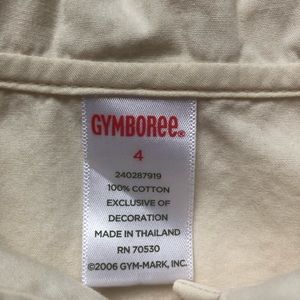 GYMBOREE®
4
240287919
100% COTTON
EXCLUSIVE OF
DECORATION
MADE IN THAILAND
RN 70530
©2006 GYM-MARK, INC.